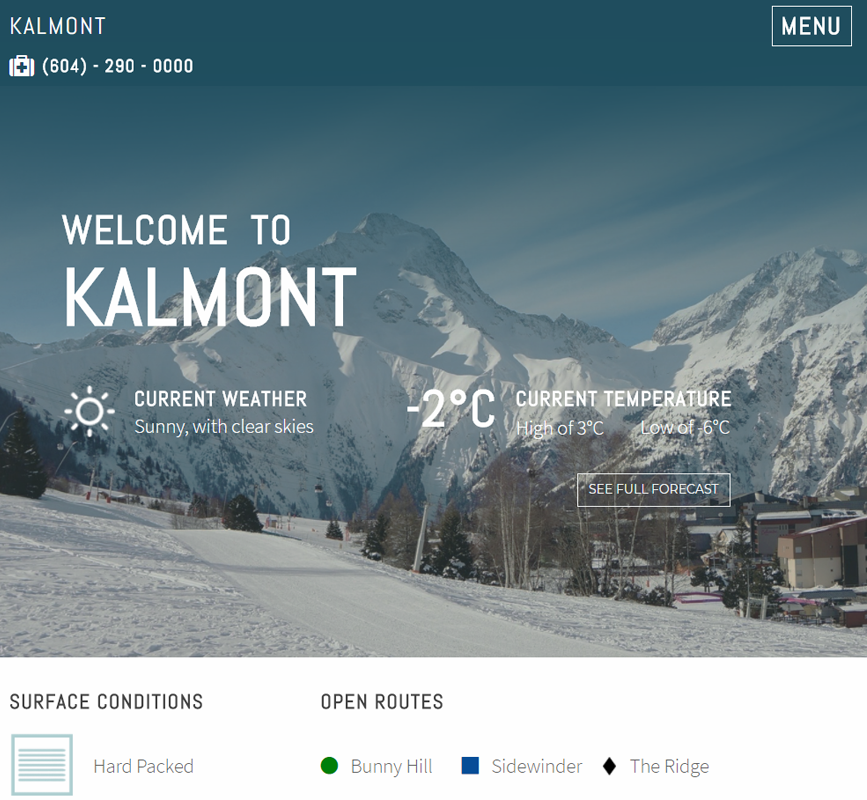 KALMONT
MENU
(604) - 290 - 0000
WELCOME TO
KALMONT
CURRENT WEATHER
Sunny, with clear skies
-2°C
CURRENT TEMPERATURE
High of 3°C Low of -6°C
SEE FULL FORECAST
SURFACE CONDITIONS
OPEN ROUTES
Hard Packed
Bunny Hill
Sidewinder
The Ridge